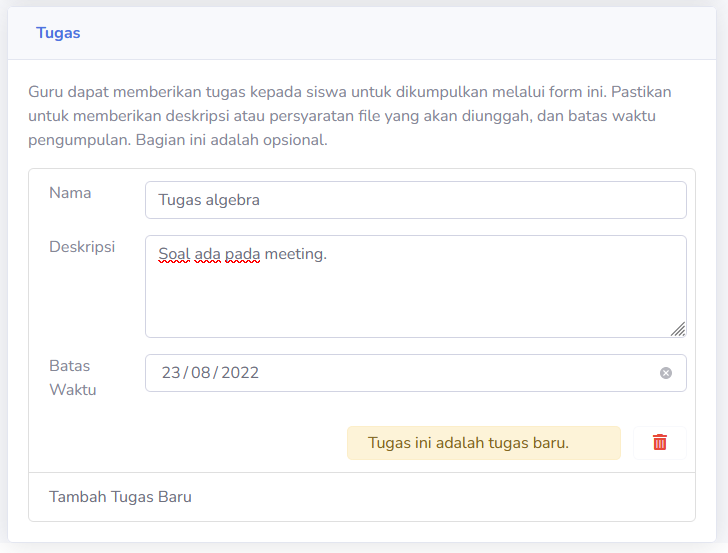 Tugas
Guru dapat memberikan tugas kepada siswa untuk dikumpulkan melalui form ini. Pastikan
untuk memberikan deskripsi atau persyaratan file yang akan diunggah, dan batas waktu
pengumpulan. Bagian ini adalah opsional.
Nama
Tugas algebra
Deskripsi
Soal ada pada meeting.
Batas
Waktu
23/08/2022
Tugas ini adalah tugas baru.
Tambah Tugas Baru